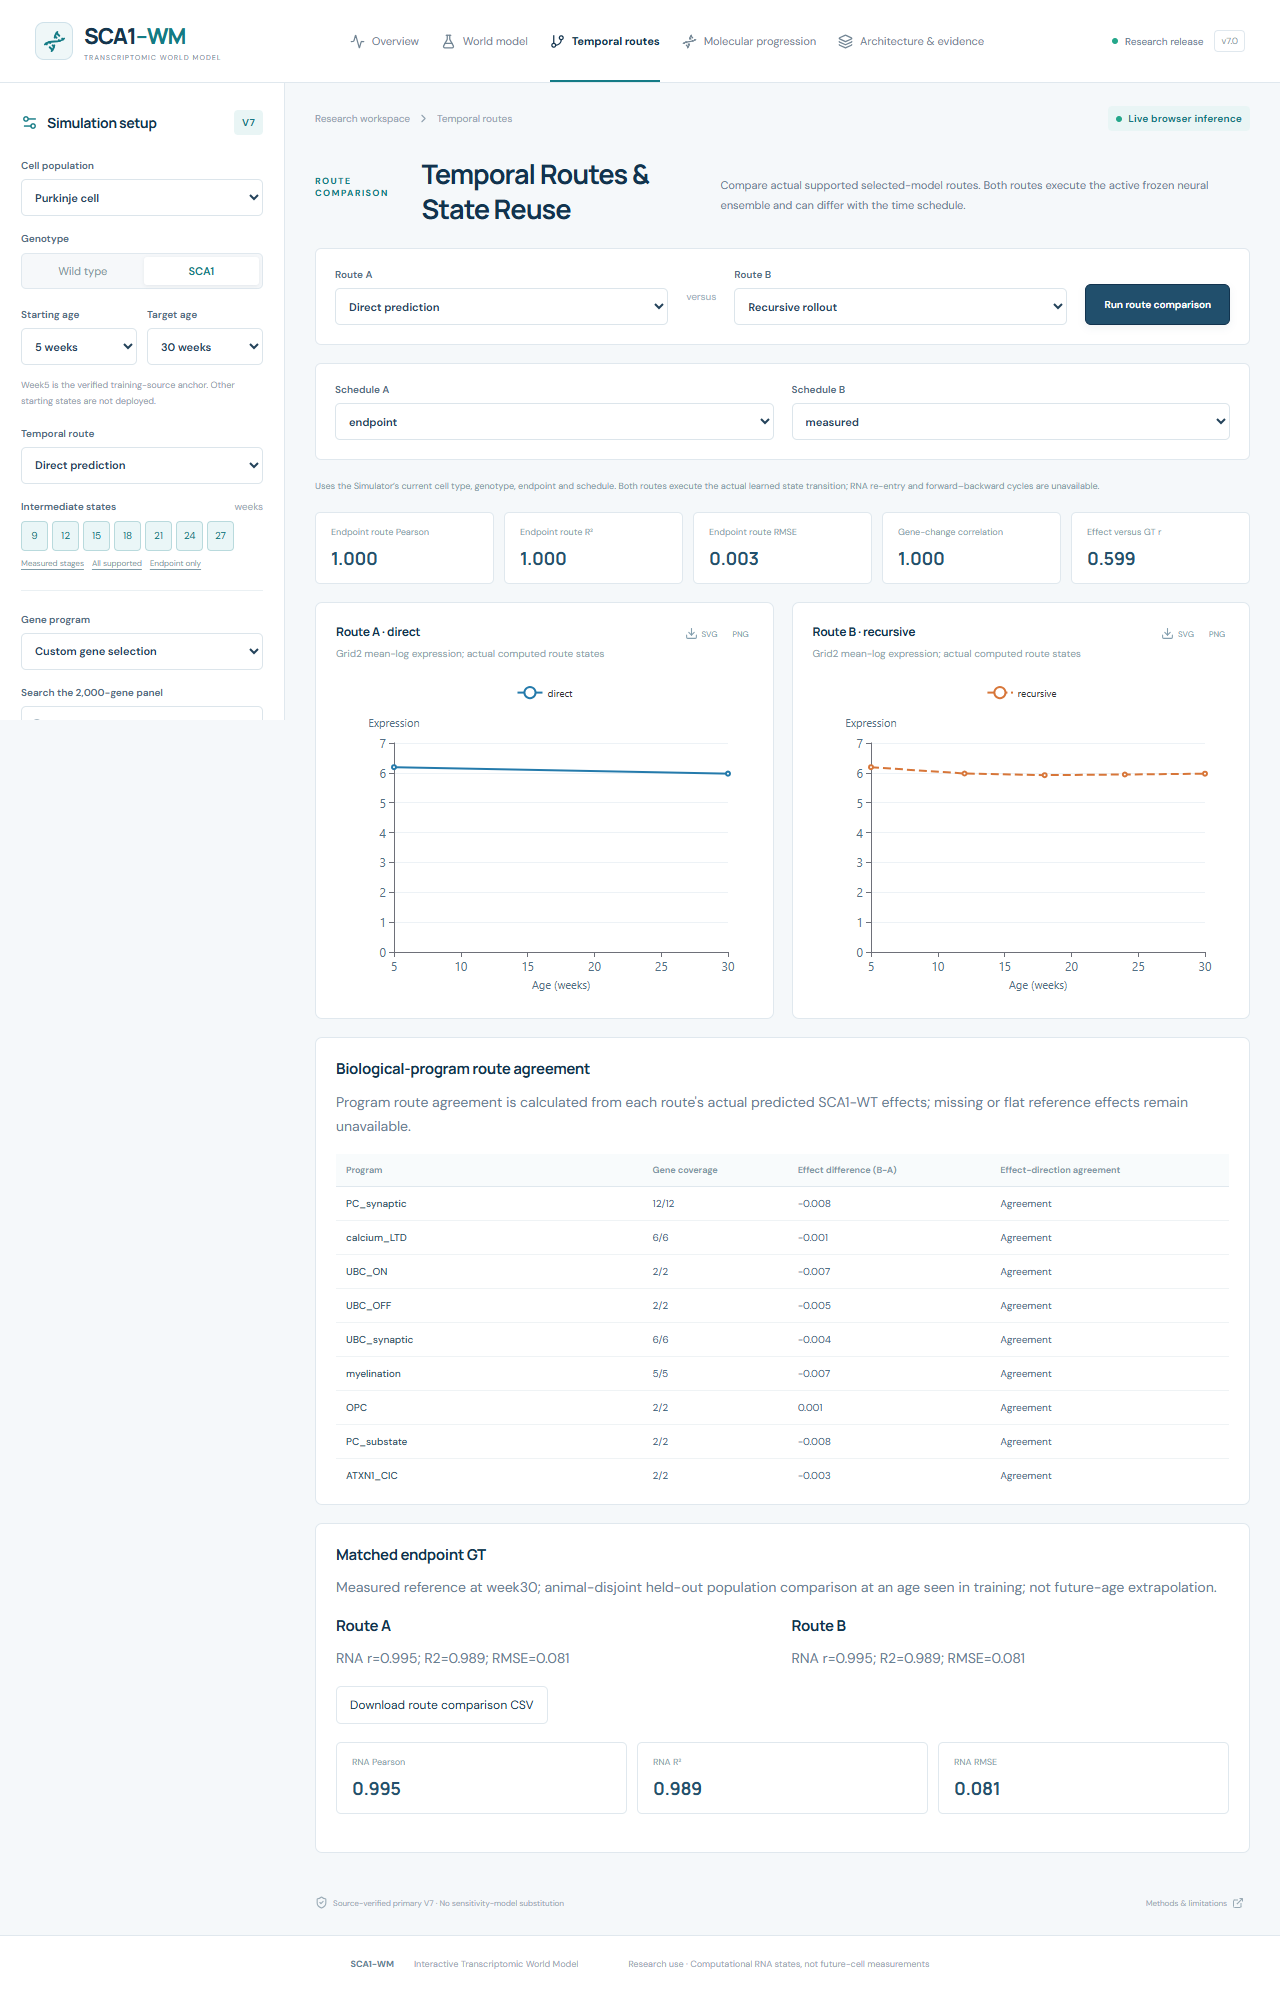 SCA1-WM
TRANSCRIPTOMIC WORLD MODEL
Overview
World model
Temporal routes
Molecular progression
Architecture & evidence
Research release
v7.0
Simulation setup
V7
Cell population
Purkinje cell
Genotype
Wild type
SCA1
Starting age
Target age
5 weeks
30 weeks
Week5 is the verified training-source anchor. Other
starting states are not deployed.
Temporal route
Direct prediction
Intermediate states
weeks
9 12 15 18 21 24 27
Measured stages
All supported
Endpoint only
Gene program
Custom gene selection
Search the 2,000-gene panel
Research workspace
Temporal routes
Live browser inference
ROUTE
COMPARISON
Temporal Routes &
State Reuse
Compare actual supported selected-model routes. Both routes execute the active frozen neural
ensemble and can differ with the time schedule.
Route A
Direct prediction
versus
Route B
Recursive rollout
Run route comparison
Schedule A
endpoint
Schedule B
measured
Uses the Simulator's current cell type, genotype, endpoint and schedule. Both routes execute the actual learned state transition; RNA re-entry and forward-backward cycles are unavailable.
Endpoint route Pearson
1.000
Endpoint route R²
1.000
Endpoint route RMSE
0.003
Gene-change correlation
1.000
Effect versus GT r
0.599
Route A · direct
SVG
PNG
Grid2 mean-log expression; actual computed route states
direct
Expression
7
6
5
4
3
2
1
0
5 10 15 20 25 30
Age (weeks)
Route B · recursive
SVG
PNG
Grid2 mean-log expression; actual computed route states
recursive
Expression
7
6
5
4
3
2
1
0
5 10 15 20 25 30
Age (weeks)
Biological-program route agreement
Program route agreement is calculated from each route's actual predicted SCA1-WT effects; missing or flat reference effects remain
unavailable.
Program Gene coverage Effect difference (B-A) Effect-direction agreement
PC_synaptic 12/12 -0.008 Agreement
calcium_LTD 6/6 -0.001 Agreement
UBC_ON 2/2 -0.007 Agreement
UBC_OFF 2/2 -0.005 Agreement
UBC_synaptic 6/6 -0.004 Agreement
myelination 5/5 -0.007 Agreement
OPC 2/2 0.001 Agreement
PC_substate 2/2 -0.008 Agreement
ATXN1_CIC 2/2 -0.003 Agreement
Matched endpoint GT
Measured reference at week30; animal-disjoint held-out population comparison at an age seen in training; not future-age extrapolation.
Route A
RNA r=0.995; R2=0.989; RMSE=0.081
Route B
RNA r=0.995; R2=0.989; RMSE=0.081
Download route comparison CSV
RNA Pearson
0.995
RNA R²
0.989
RNA RMSE
0.081
Source-verified primary V7 · No sensitivity-model substitution
Methods & limitations
SCA1-WM
Interactive Transcriptomic World Model
Research use · Computational RNA states, not future-cell measurements